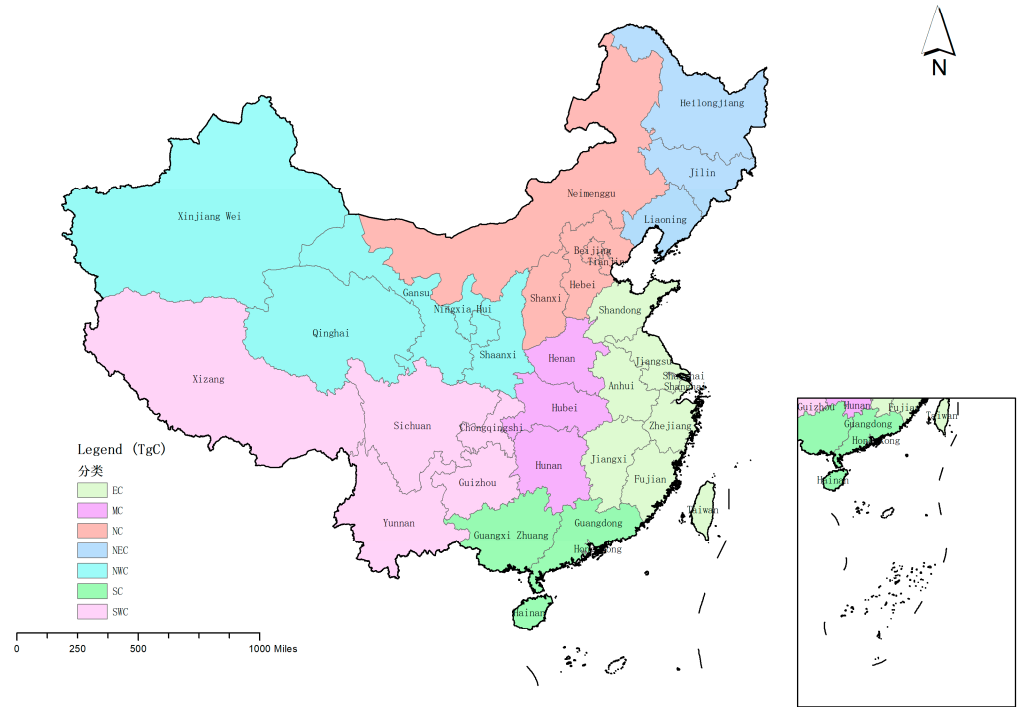 N
Heilongjiang
Jilin
Neimenggu
Liaoning
Xinjiang Wei
Beijing
Tianjin
Hebei
Gansu
Shanxi
Ningxia Hui
Shandong
Qinghai
Shaanxi
Henan
Jiangsu
Shanghai
Shanghai
Anhui
Xizang
Hubei
Zhejiang
Sichuan
Chongqingshi
Jiangxi
Hunan
Guizhou
Fujian
Taiwan
Yunnan
Guangxi Zhuang
Guangdong
Hainan
Legend (TgC)
分类
EC
MC
NC
NEC
NWC
SC
SWC
0 250 500 1000 Miles
Guizhou
Hunan
Fujian
Taiwan
Guangdong
Hainan